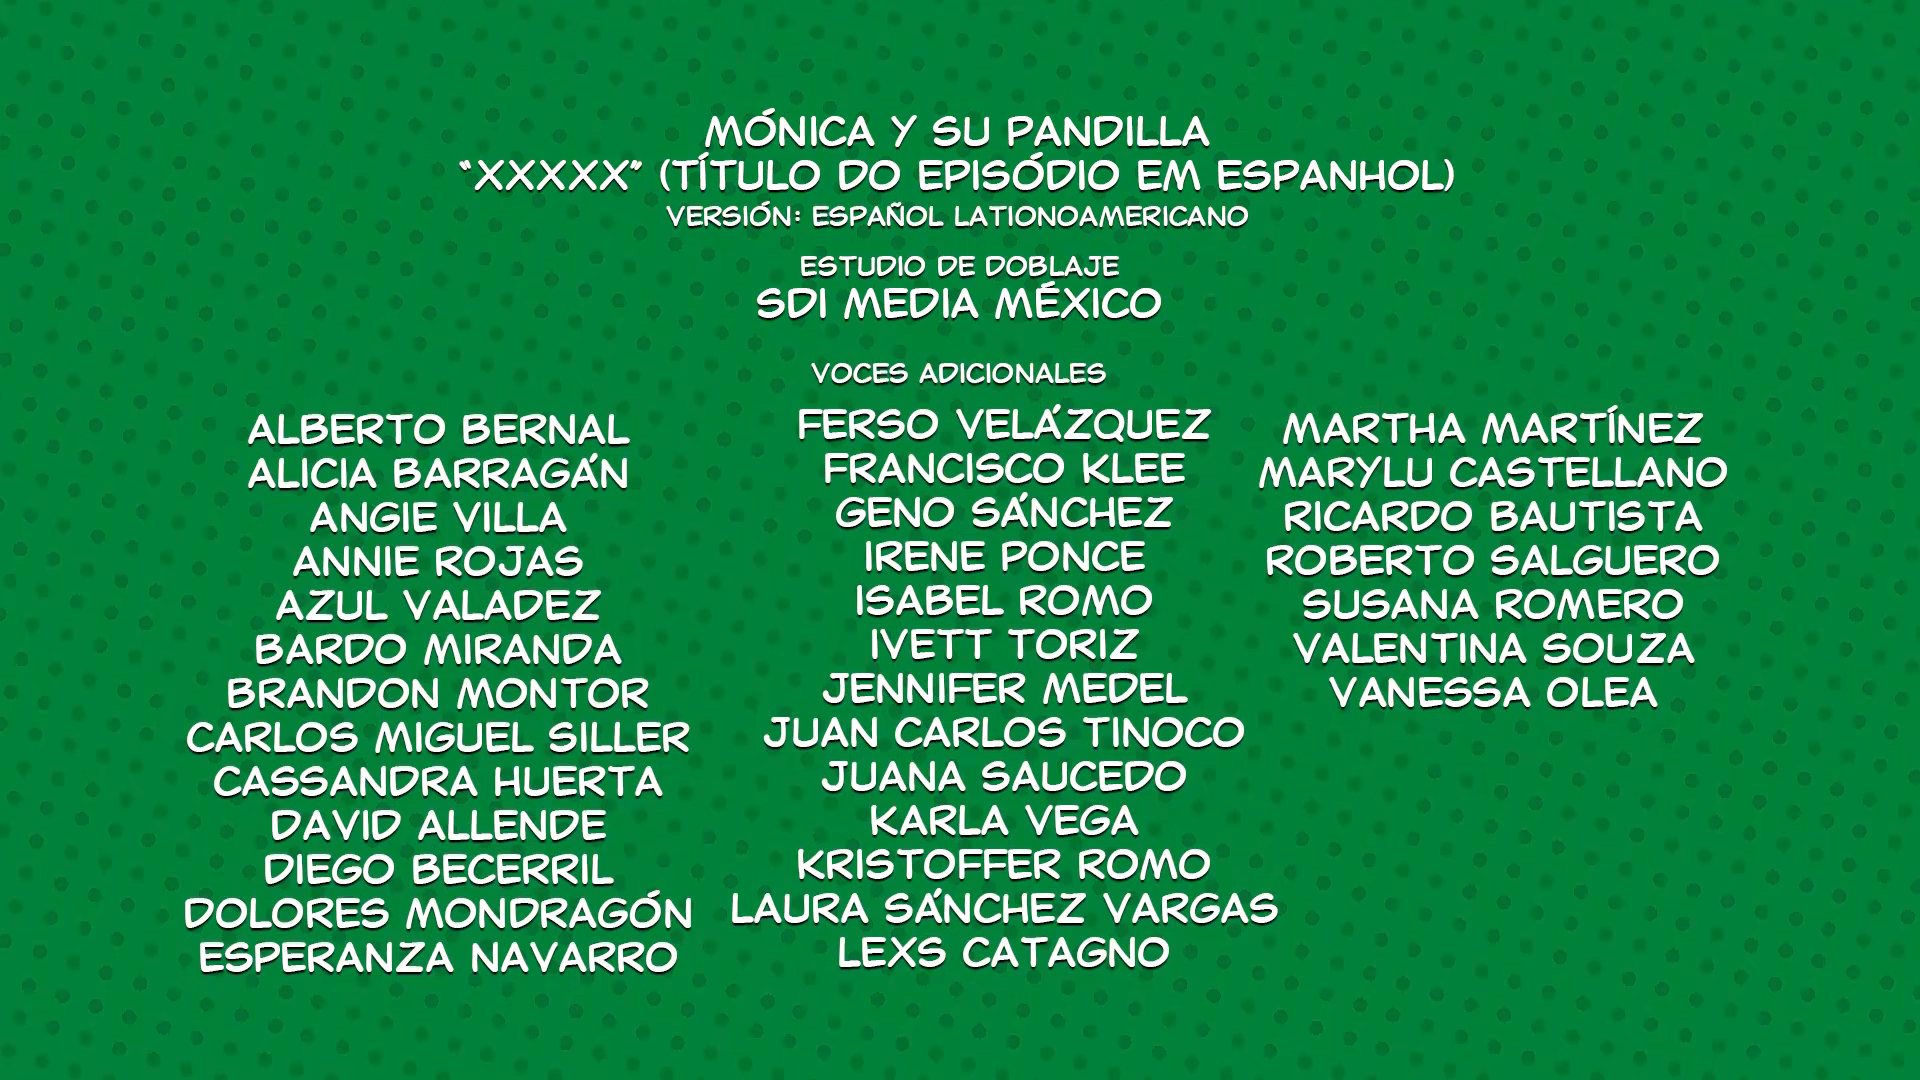 MÓNICA Y SU PANDILLA
"XXXXX" (TÍTULO DO EPISÓDIO EM ESPANHOL)
VERSIÓN: ESPAÑOL LATIONOAMERICANO
ESTUDIO DE DOBLAJE
SDI MEDIA MÉXICO
VOCES ADICIONALES
ALBERTO BERNAL
ALICIA BARRAGÁN
ANGIE VILLA
ANNIE ROJAS
AZUL VALADEZ
BARDO MIRANDA
BRANDON MONTOR
CARLOS MIGUEL SILLER
CASSANDRA HUERTA
DAVID ALLENDE
DIEGO BECERRIL
DOLORES MONDRAGÓN
ESPERANZA NAVARRO
FERSO VELÁZQUEZ
FRANCISCO KLEE
GENO SÁNCHEZ
IRENE PONCE
ISABEL ROMO
IVETT TORIZ
JENNIFER MEDEL
JUAN CARLOS TINOCO
JUANA SAUCEDO
KARLA VEGA
KRISTOFFER ROMO
LAURA SÁNCHEZ VARGAS
LEXS CATAGNO
MARTHA MARTÍNEZ
MARYLU CASTELLANO
RICARDO BAUTISTA
ROBERTO SALGUERO
SUSANA ROMERO
VALENTINA SOUZA
VANESSA OLEA